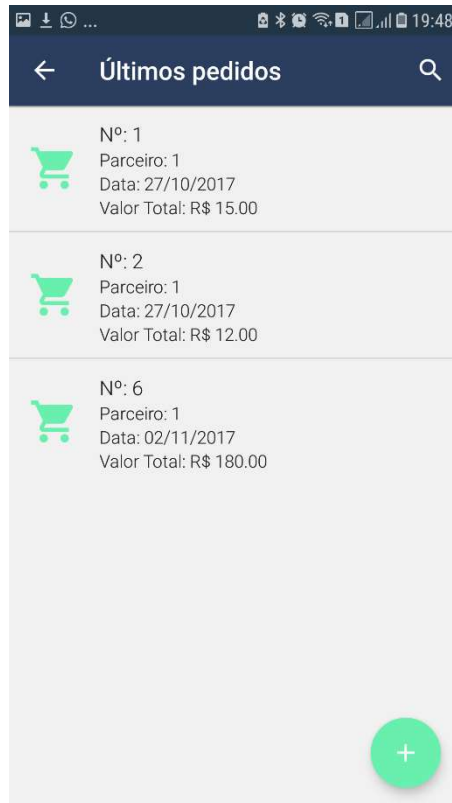 ... 1 19:48
Últimos pedidos
Nº: 1
Parceiro: 1
Data: 27/10/2017
Valor Total: R$ 15.00
Nº: 2
Parceiro: 1
Data: 27/10/2017
Valor Total: R$ 12.00
Nº: 6
Parceiro: 1
Data: 02/11/2017
Valor Total: R$ 180.00